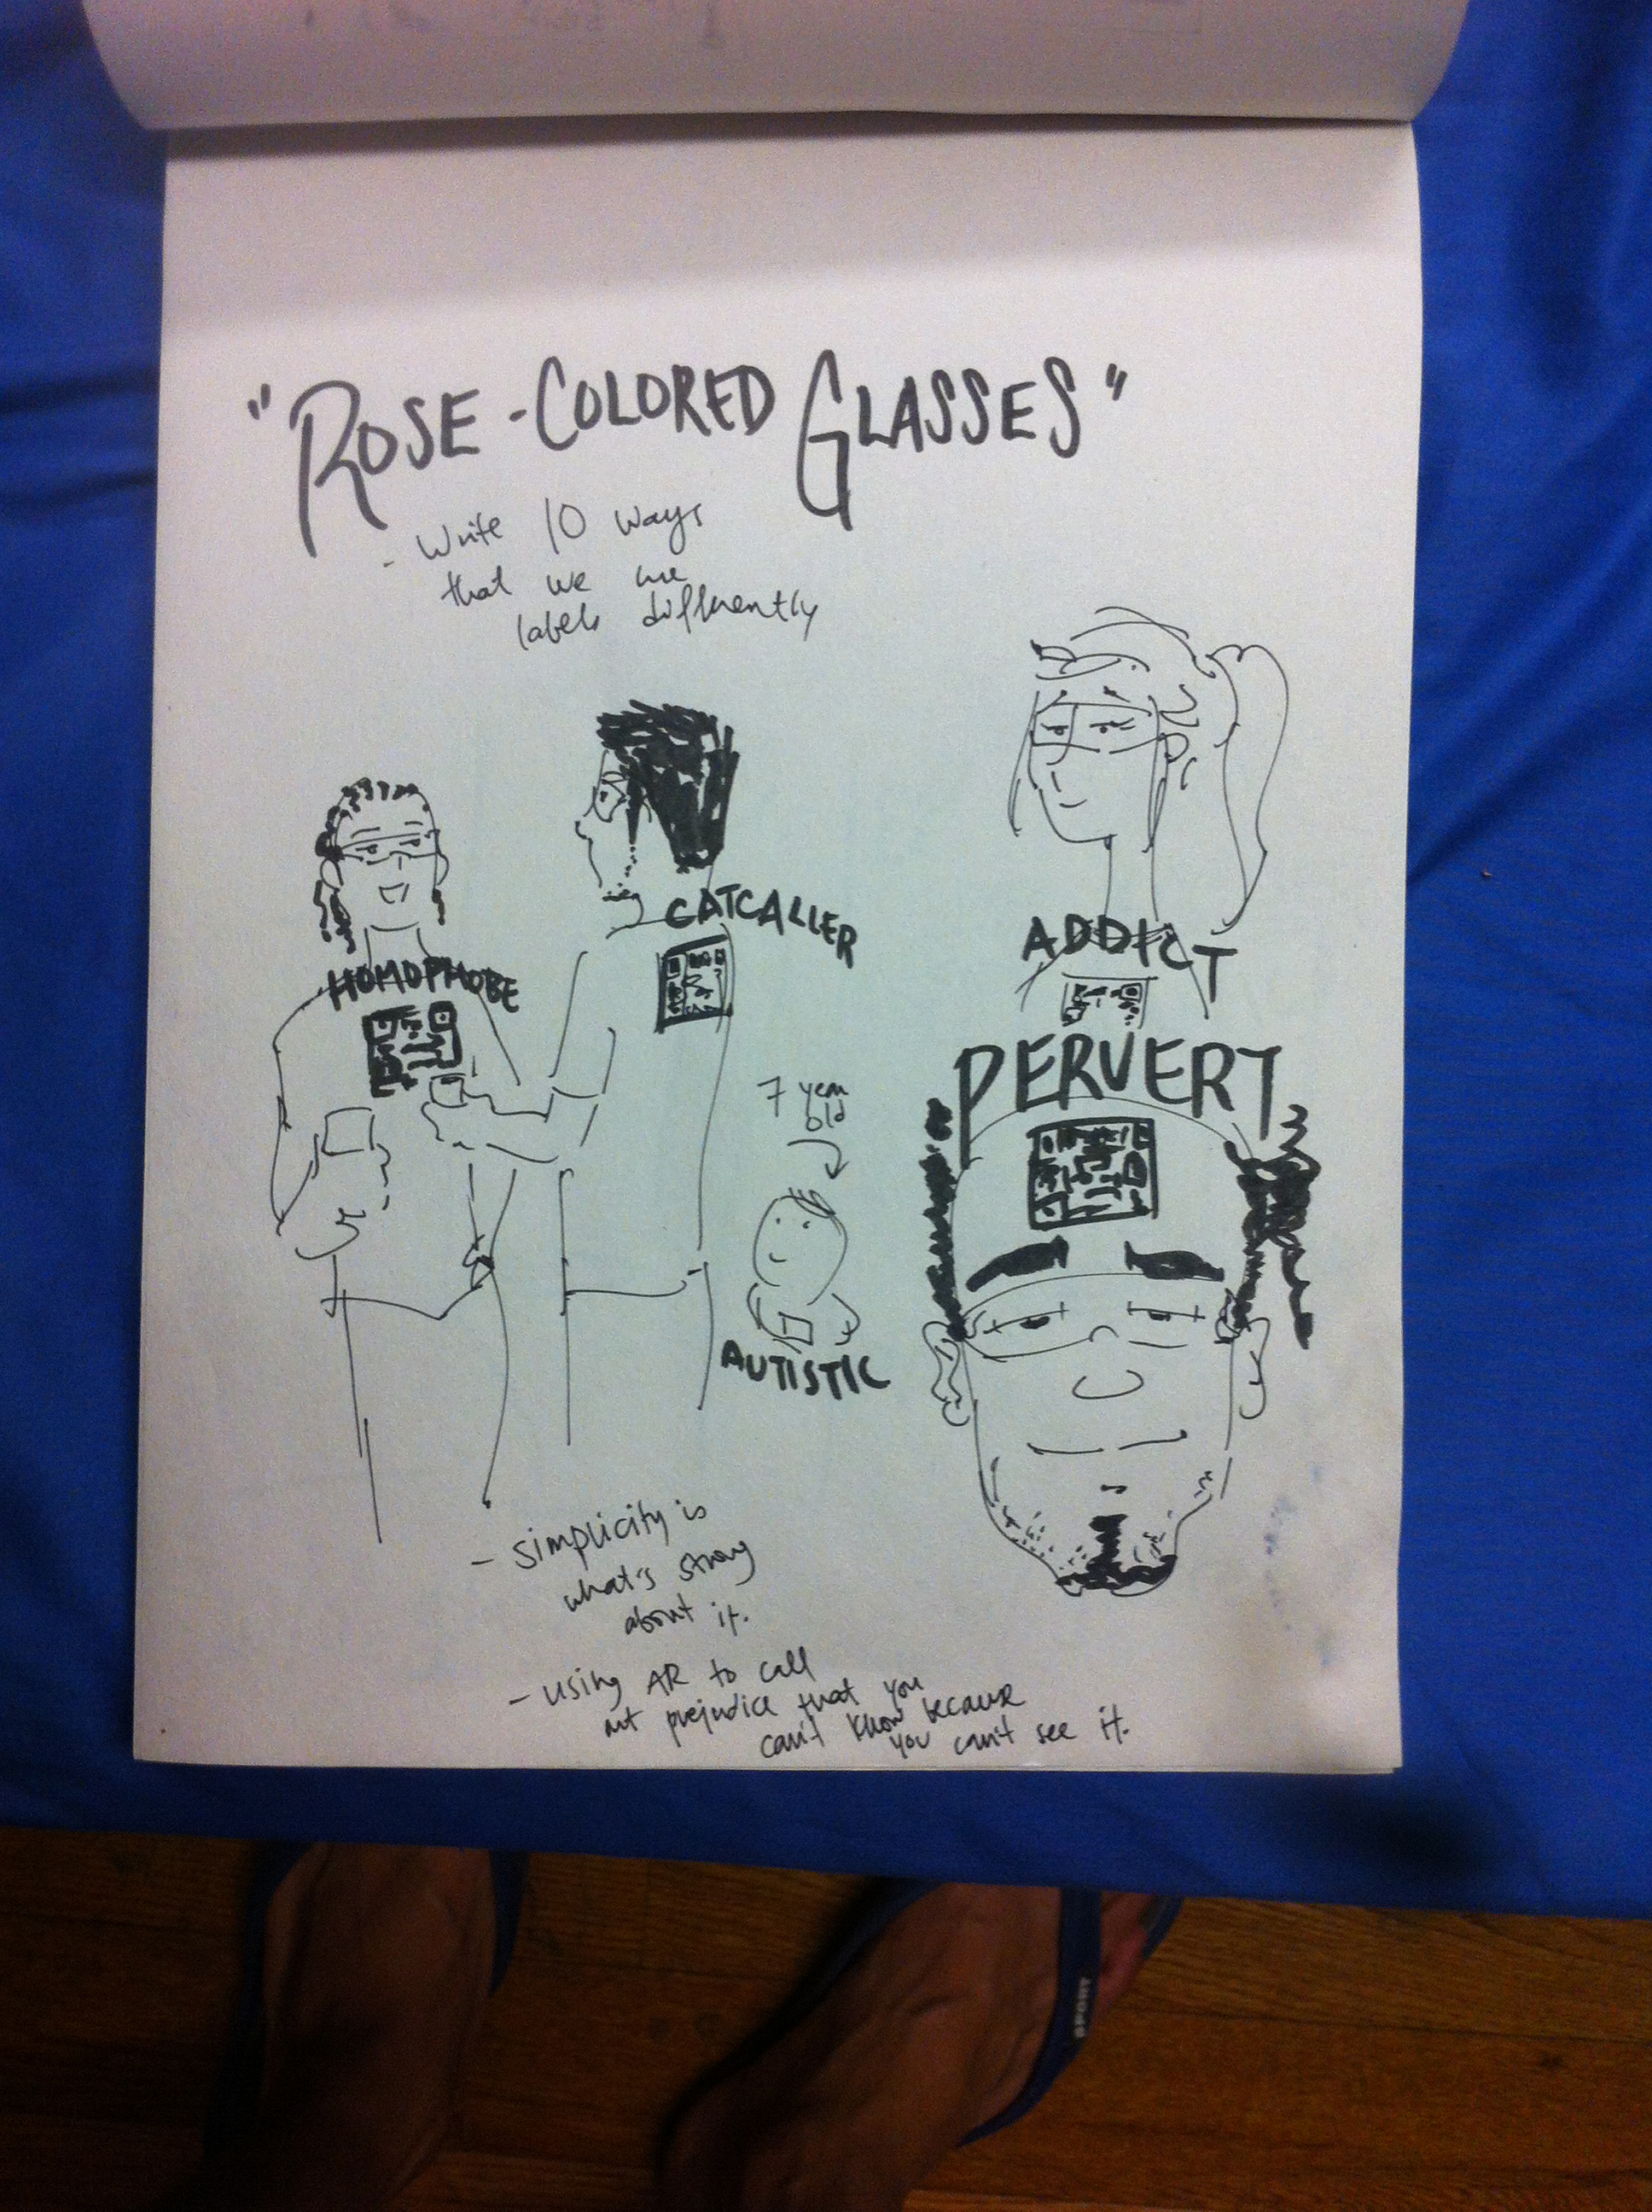 "ROSE-COLORED GLASSES"
- Write 10 ways
that we use
labels differently
HOMOPHOBE
CATCALLER
ADDICT
PERVERT
7 year
old
AUTISTIC
- simplicity is
what's strong
about it.
- using AR to call
out prejudice that you
can't know because
you can't see it.
SPORT